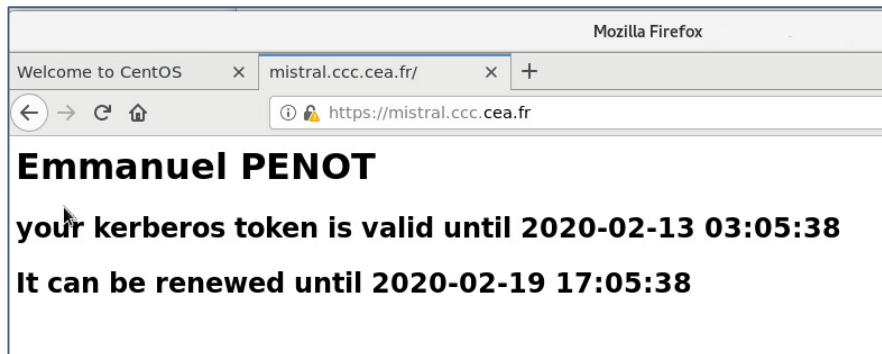 Mozilla Firefox
Welcome to CentOS × mistral.ccc.cea.fr/ × +
https://mistral.ccc.cea.fr
Emmanuel PENOT
your kerberos token is valid until 2020-02-13 03:05:38
It can be renewed until 2020-02-19 17:05:38